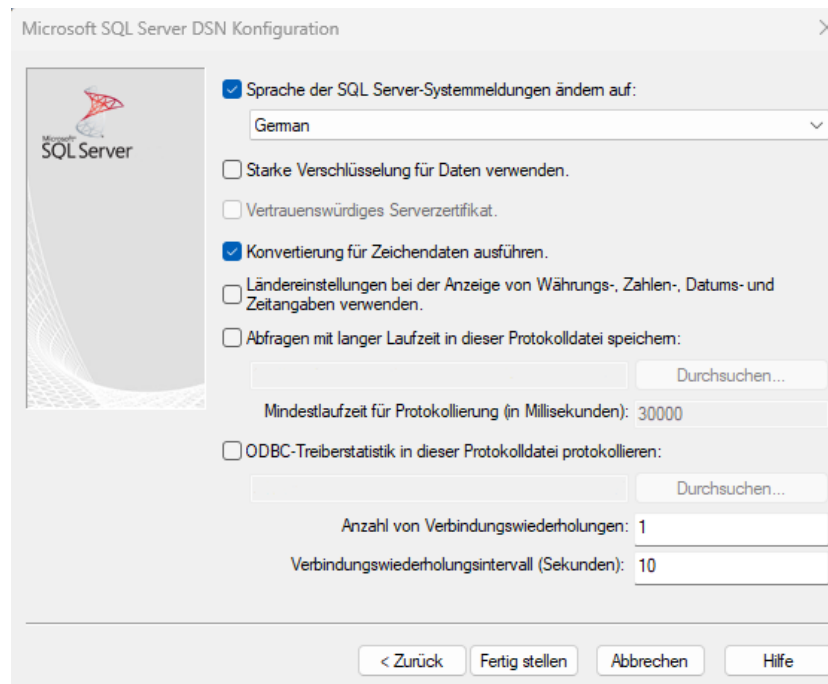 Microsoft SQL Server DSN Konfiguration
Microsoft
SQL Server
Sprache der SQL Server-Systemmeldungen ändern auf:
German
Starke Verschlüsselung für Daten verwenden.
Vertrauenswürdiges Serverzertifikat.
Konvertierung für Zeichendaten ausführen.
Ländereinstellungen bei der Anzeige von Währungs-, Zahlen-, Datums- und
Zeitangaben verwenden.
Abfragen mit langer Laufzeit in dieser Protokolldatei speichern:
Durchsuchen...
Mindestlaufzeit für Protokollierung (in Millisekunden): 30000
ODBC-Treiberstatistik in dieser Protokolldatei protokollieren:
Durchsuchen...
Anzahl von Verbindungswiederholungen: 1
Verbindungswiederholungsintervall (Sekunden): 10
< Zurück Fertig stellen Abbrechen Hilfe